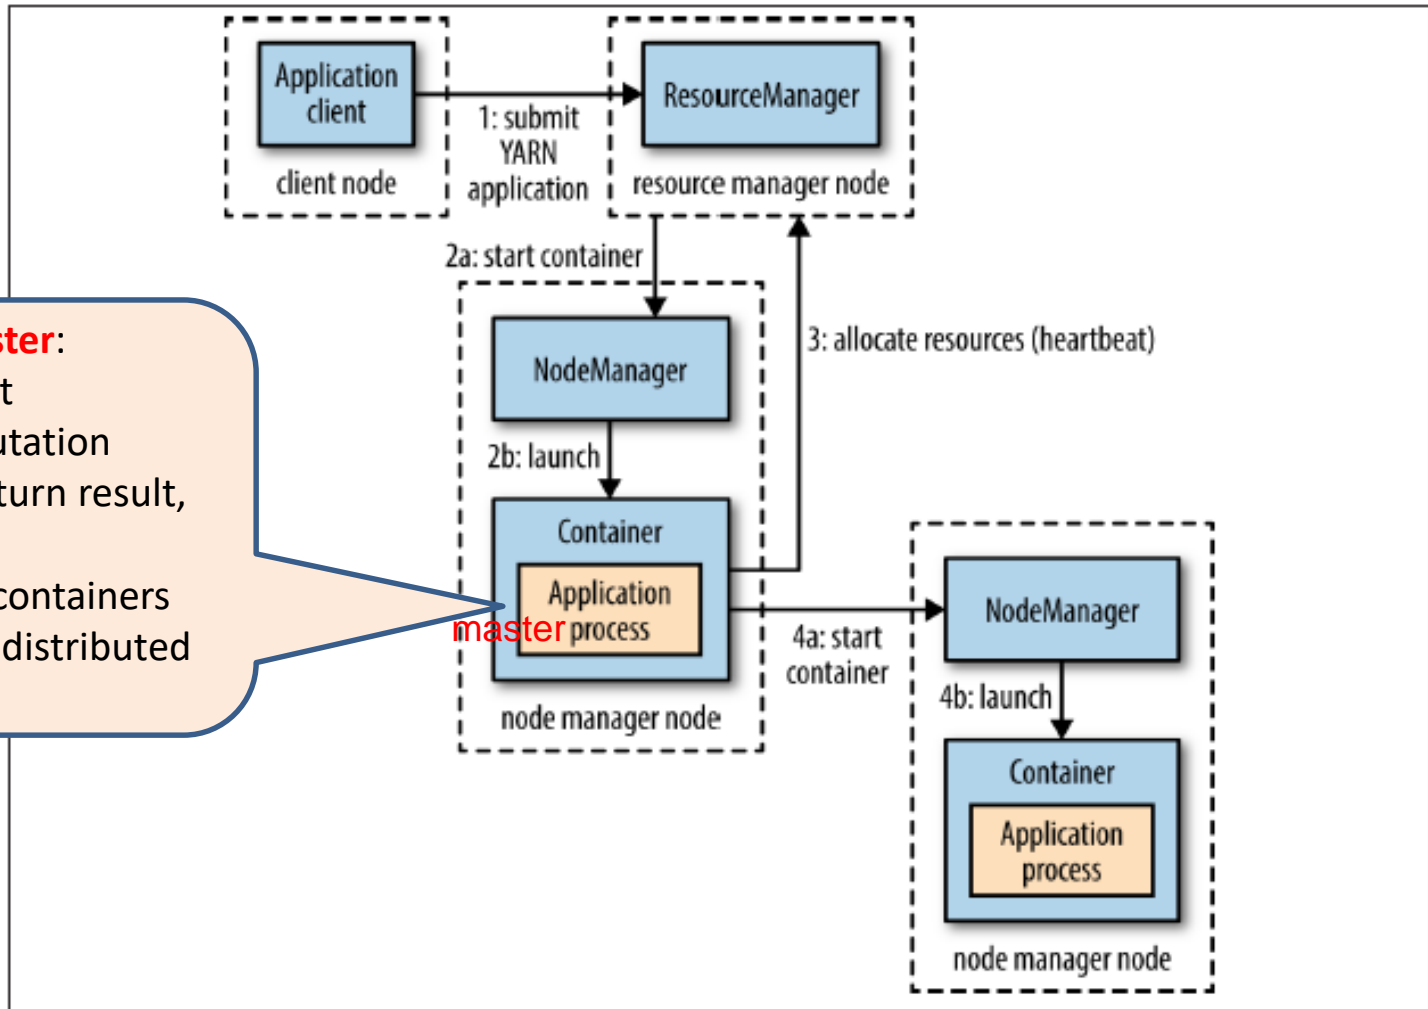 Application
client
client node
1: submit
YARN
application
ResourceManager
resource manager node
2a: start container
3: allocate resources (heartbeat)
NodeManager
2b: launch
Container
Application
process
master
node manager node
ster:
t
utation
turn result,
containers
distributed
4a: start
container
NodeManager
4b: launch
Container
Application
process
node manager node